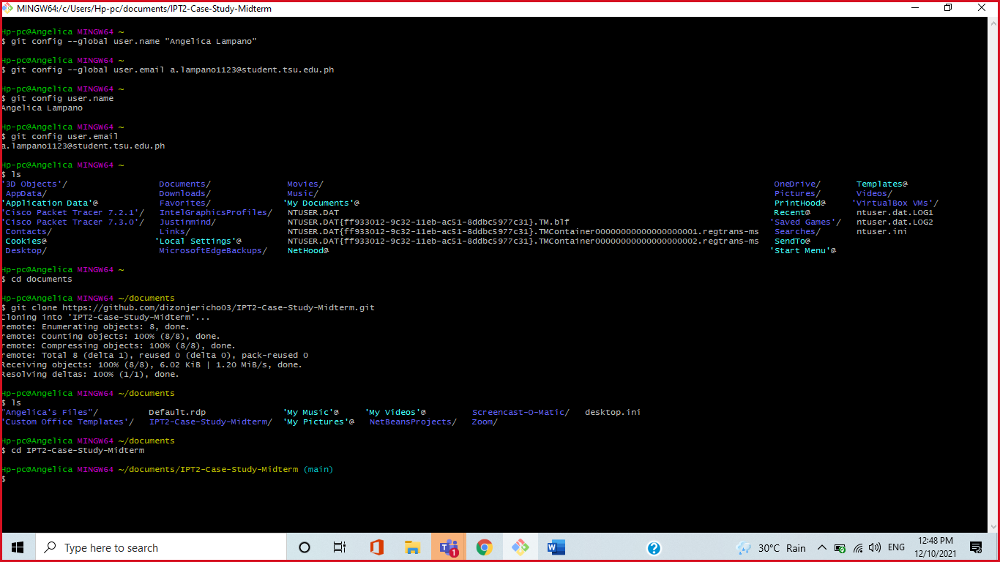 MINGW64:/c/Users/Hp-pc/documents/IPT2-Case-Study-Midterm
Hp-pc@Angelica MINGW64 ~
$ git config --global user.name "Angelica Lampano"
Hp-pc@Angelica MINGW64 ~
$ git config --global user.email a.lampano1123@student.tsu.edu.ph
Hp-pc@Angelica MINGW64 ~
$ git config user.name
Angelica Lampano
Hp-pc@Angelica MINGW64 ~
$ git config user.email
a.lampano1123@student.tsu.edu.ph
Hp-pc@Angelica MINGW64 ~
$ ls
'3D Objects'/ Documents/ Movies/ OneDrive/ Templates@
AppData/ Downloads/ Music/ Pictures/ Videos/
'Application Data'@ Favorites/ 'My Documents'@ PrintHood@ 'VirtualBox VMs'/
'Cisco Packet Tracer 7.2.1'/ IntelGraphicsProfiles/ NTUSER.DAT Recent@ ntuser.dat.LOG1
'Cisco Packet Tracer 7.3.0'/ Justinmind/ NTUSER.DAT{ff933012-9c32-11eb-ac51-8ddbc5977c31}.TM.blf 'Saved Games'/ ntuser.dat.LOG2
Contacts/ Links/ NTUSER.DAT{ff933012-9c32-11eb-ac51-8ddbc5977c31}.TMContainer00000000000000000001.regtrans-ms Searches/ ntuser.ini
Cookies@ 'Local Settings'@ NTUSER.DAT{ff933012-9c32-11eb-ac51-8ddbc5977c31}.TMContainer00000000000000000002.regtrans-ms SendTo@
Desktop/ MicrosoftEdgeBackups/ NetHood@ 'Start Menu'@
Hp-pc@Angelica MINGW64 ~
$ cd documents
Hp-pc@Angelica MINGW64 ~/documents
$ git clone https://github.com/dizonjericho03/IPT2-Case-Study-Midterm.git
Cloning into 'IPT2-Case-Study-Midterm'...
remote: Enumerating objects: 8, done.
remote: Counting objects: 100% (8/8), done.
remote: Compressing objects: 100% (8/8), done.
remote: Total 8 (delta 1), reused 0 (delta 0), pack-reused 0
Receiving objects: 100% (8/8), 6.02 KiB | 1.20 MiB/s, done.
Resolving deltas: 100% (1/1), done.
Hp-pc@Angelica MINGW64 ~/documents
$ ls
"Angelica's Files"/ Default.rdp 'My Music'@ 'My Videos'@ Screencast-O-Matic/ desktop.ini
'Custom Office Templates'/ IPT2-Case-Study-Midterm/ 'My Pictures'@ NetBeansProjects/ Zoom/
Hp-pc@Angelica MINGW64 ~/documents
$ cd IPT2-Case-Study-Midterm
Hp-pc@Angelica MINGW64 ~/documents/IPT2-Case-Study-Midterm (main)
$
Type here to search 1 30°C Rain ENG 12:48 PM
12/10/2021